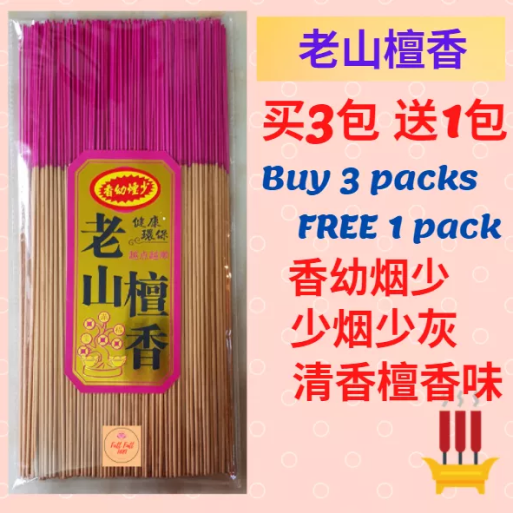 老山檀香
买3包 送1包
Buy 3 packs
FREE 1 pack
香幼烟少
少烟少灰
清香檀香味
香幼煙少
健康
環保
老山檀香